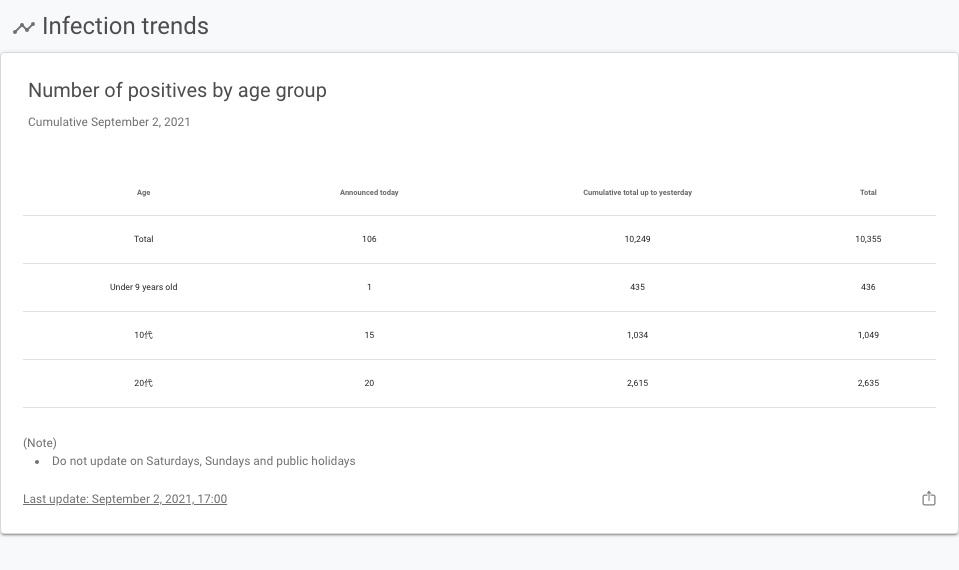 Infection trends
Number of positives by age group
Cumulative September 2, 2021
Age Announced today Cumulative total up to yesterday Total
Total 106 10,249 10,355
Under 9 years old 1 435 436
10代 15 1,034 1,049
20代 20 2,615 2,635
(Note)
• Do not update on Saturdays, Sundays and public holidays
Last update: September 2, 2021, 17:00